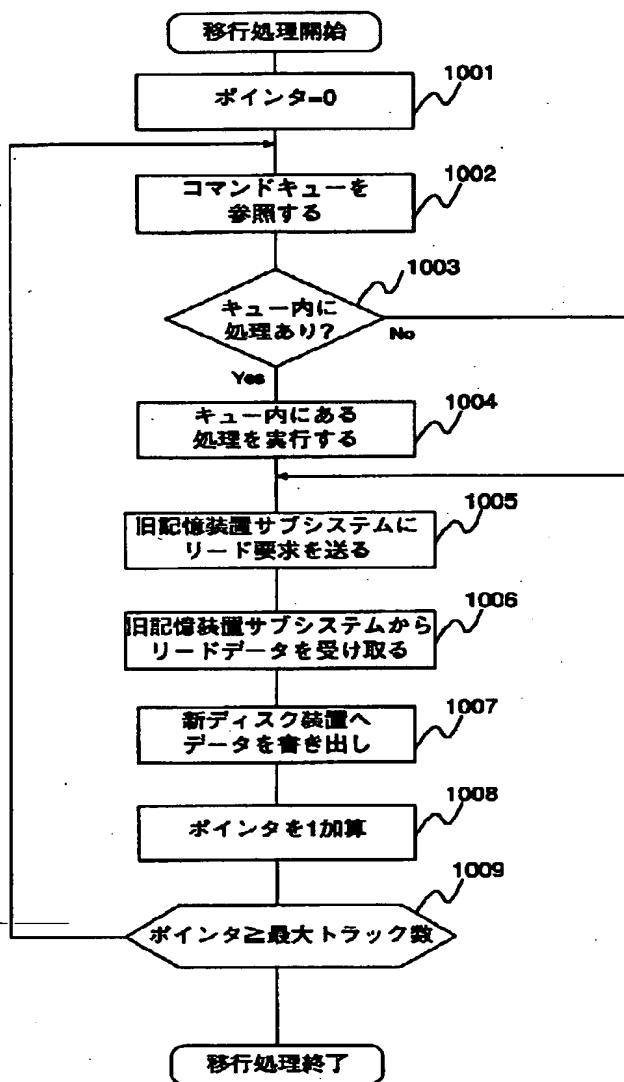 移行処理開始
1001
ポインタ=0
1002
コマンドキューを
参照する
1003
キュー内に
処理あり?
No
Yes
1004
キュー内にある
処理を実行する
1005
旧記憶装置サブシステムに
リード要求を送る
1006
旧記憶装置サブシステムから
リードデータを受け取る
1007
新ディスク装置へ
データを書き出し
1008
ポインタを1加算
1009
ポインタ≧最大トラック数
移行処理終了